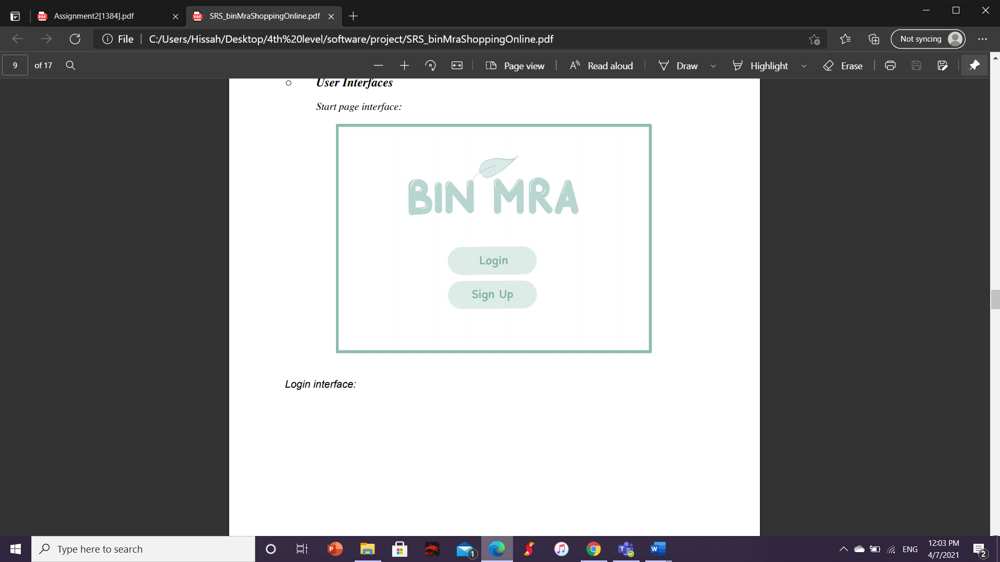 Assignment2[1384].pdf
SRS_binMraShoppingOnline.pdf
File
C:/Users/Hissah/Desktop/4th%20level/software/project/SRS_binMraShoppingOnline.pdf
Not syncing
9 of 17
Page view
Read aloud
Draw
Highlight
Erase
User Interfaces
Start page interface:
BIN MRA
Login
Sign Up
Login interface:
Type here to search
1
ENG
12:03 PM
4/7/2021
2